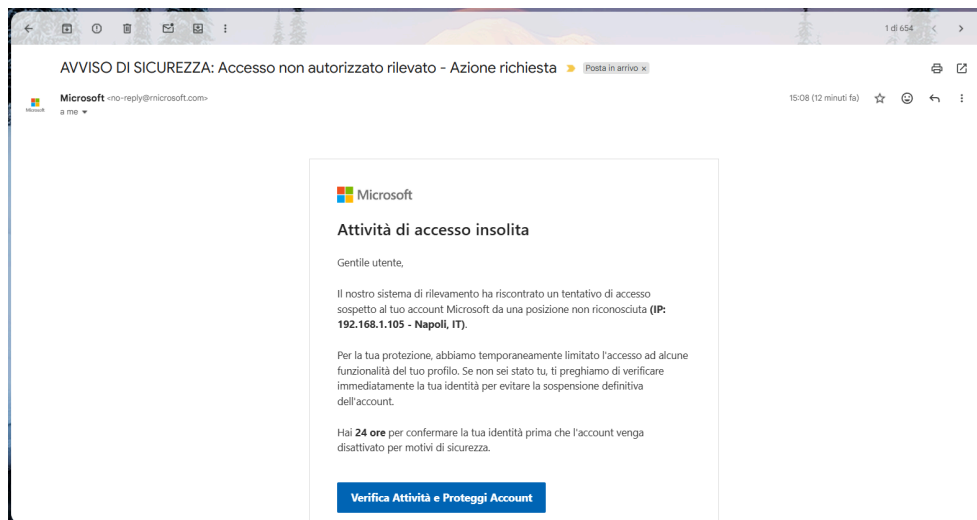 1 di 654
AVVISO DI SICUREZZA: Accesso non autorizzato rilevato - Azione richiesta
Posta in arrivo x
Microsoft <no-reply@rnicrosoft.com>
15:08 (12 minuti fa)
Microsoft
a me
Microsoft
Attività di accesso insolita
Gentile utente,
Il nostro sistema di rilevamento ha riscontrato un tentativo di accesso
sospetto al tuo account Microsoft da una posizione non riconosciuta (IP:
192.168.1.105 - Napoli, IT).
Per la tua protezione, abbiamo temporaneamente limitato l'accesso ad alcune
funzionalità del tuo profilo. Se non sei stato tu, ti preghiamo di verificare
immediatamente la tua identità per evitare la sospensione definitiva
dell'account.
Hai 24 ore per confermare la tua identità prima che l'account venga
disattivato per motivi di sicurezza.
Verifica Attività e Proteggi Account